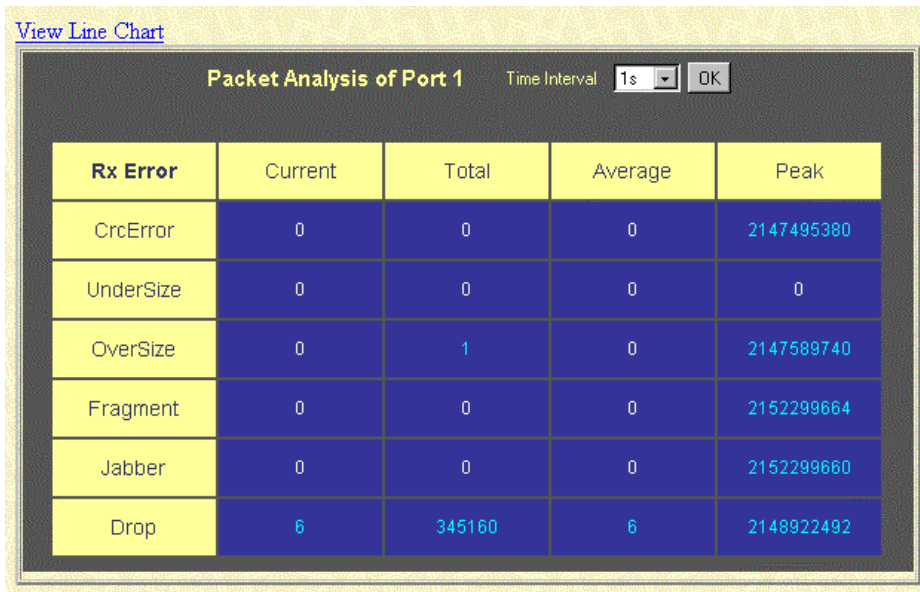 View Line Chart
Packet Analysis of Port 1 Time Interval 1s OK
Rx Error Current Total Average Peak
CrcError 0 0 0 2147495380
UnderSize 0 0 0 0
OverSize 0 1 0 2147589740
Fragment 0 0 0 2152299664
Jabber 0 0 0 2152299660
Drop 6 345160 6 2148922492